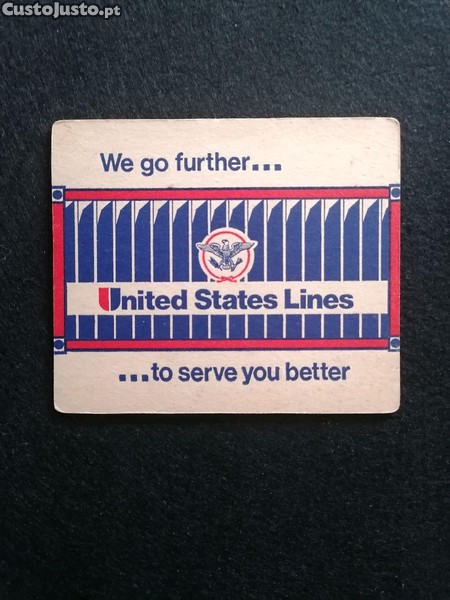 CustoJusto.pt
We go further...
United States Lines
...to serve you better